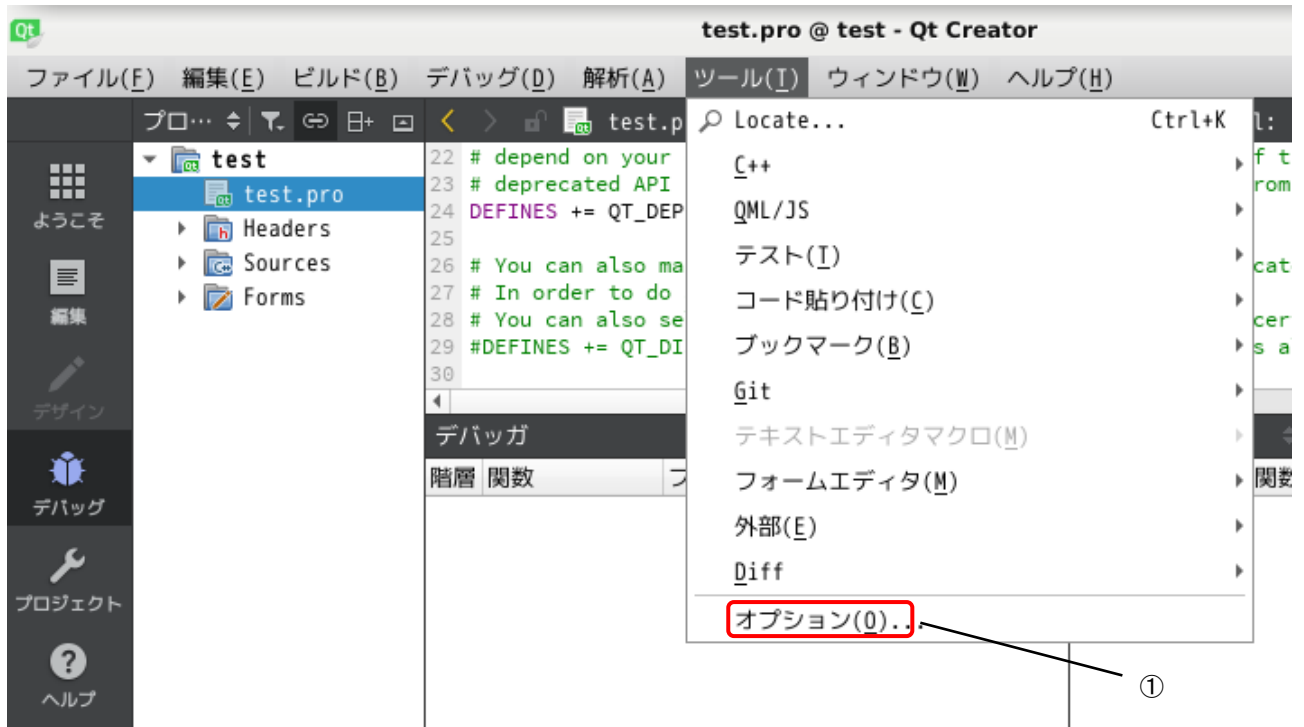 Qt
test.pro @ test - Qt Creator
ファイル(F) 編集(E) ビルド(B) デバッグ(D) 解析(A) ツール(T) ウィンドウ(W) ヘルプ(H)
プロ…
test.p
Locate... Ctrl+K
C++
QML/JS
テスト(T)
コード貼り付け(C)
ブックマーク(B)
Git
テキストエディタマクロ(M)
フォームエディタ(M)
外部(E)
Diff
オプション(O)...
①
ようこそ
編集
デザイン
デバッグ
プロジェクト
ヘルプ
test
test.pro
Headers
Sources
Forms
22 # depend on your
23 # deprecated API
24 DEFINES += QT_DEP
25
26 # You can also ma
27 # In order to do
28 # You can also se
29 #DEFINES += QT_DI
30
デバッガ
階層 関数
関数